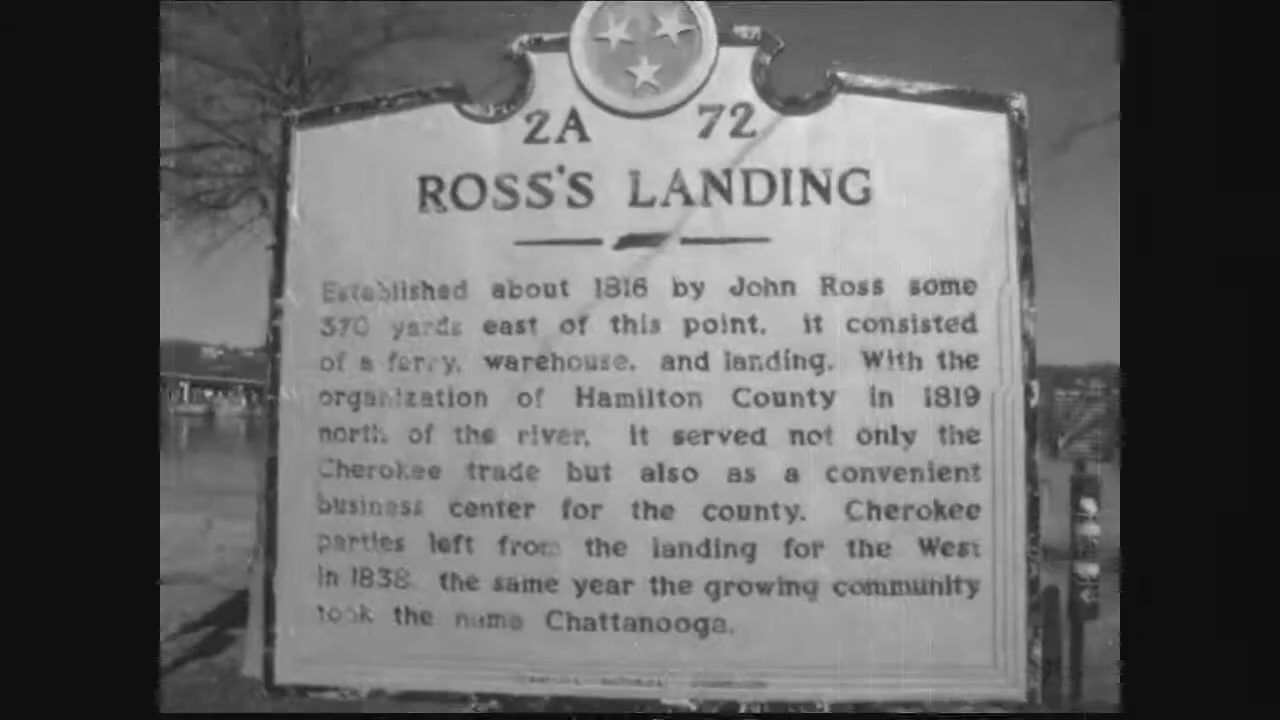 2A 72
ROSS'S LANDING
Established about 1816 by John Ross some
370 yards east of this point, it consisted
of a ferry, warehouse, and landing. With the
organization of Hamilton County in 1819
north of the river, it served not only the
Cherokee trade but also as a convenient
business center for the county. Cherokee
parties left from the landing for the West
in 1838, the same year the growing community
took the name Chattanooga.